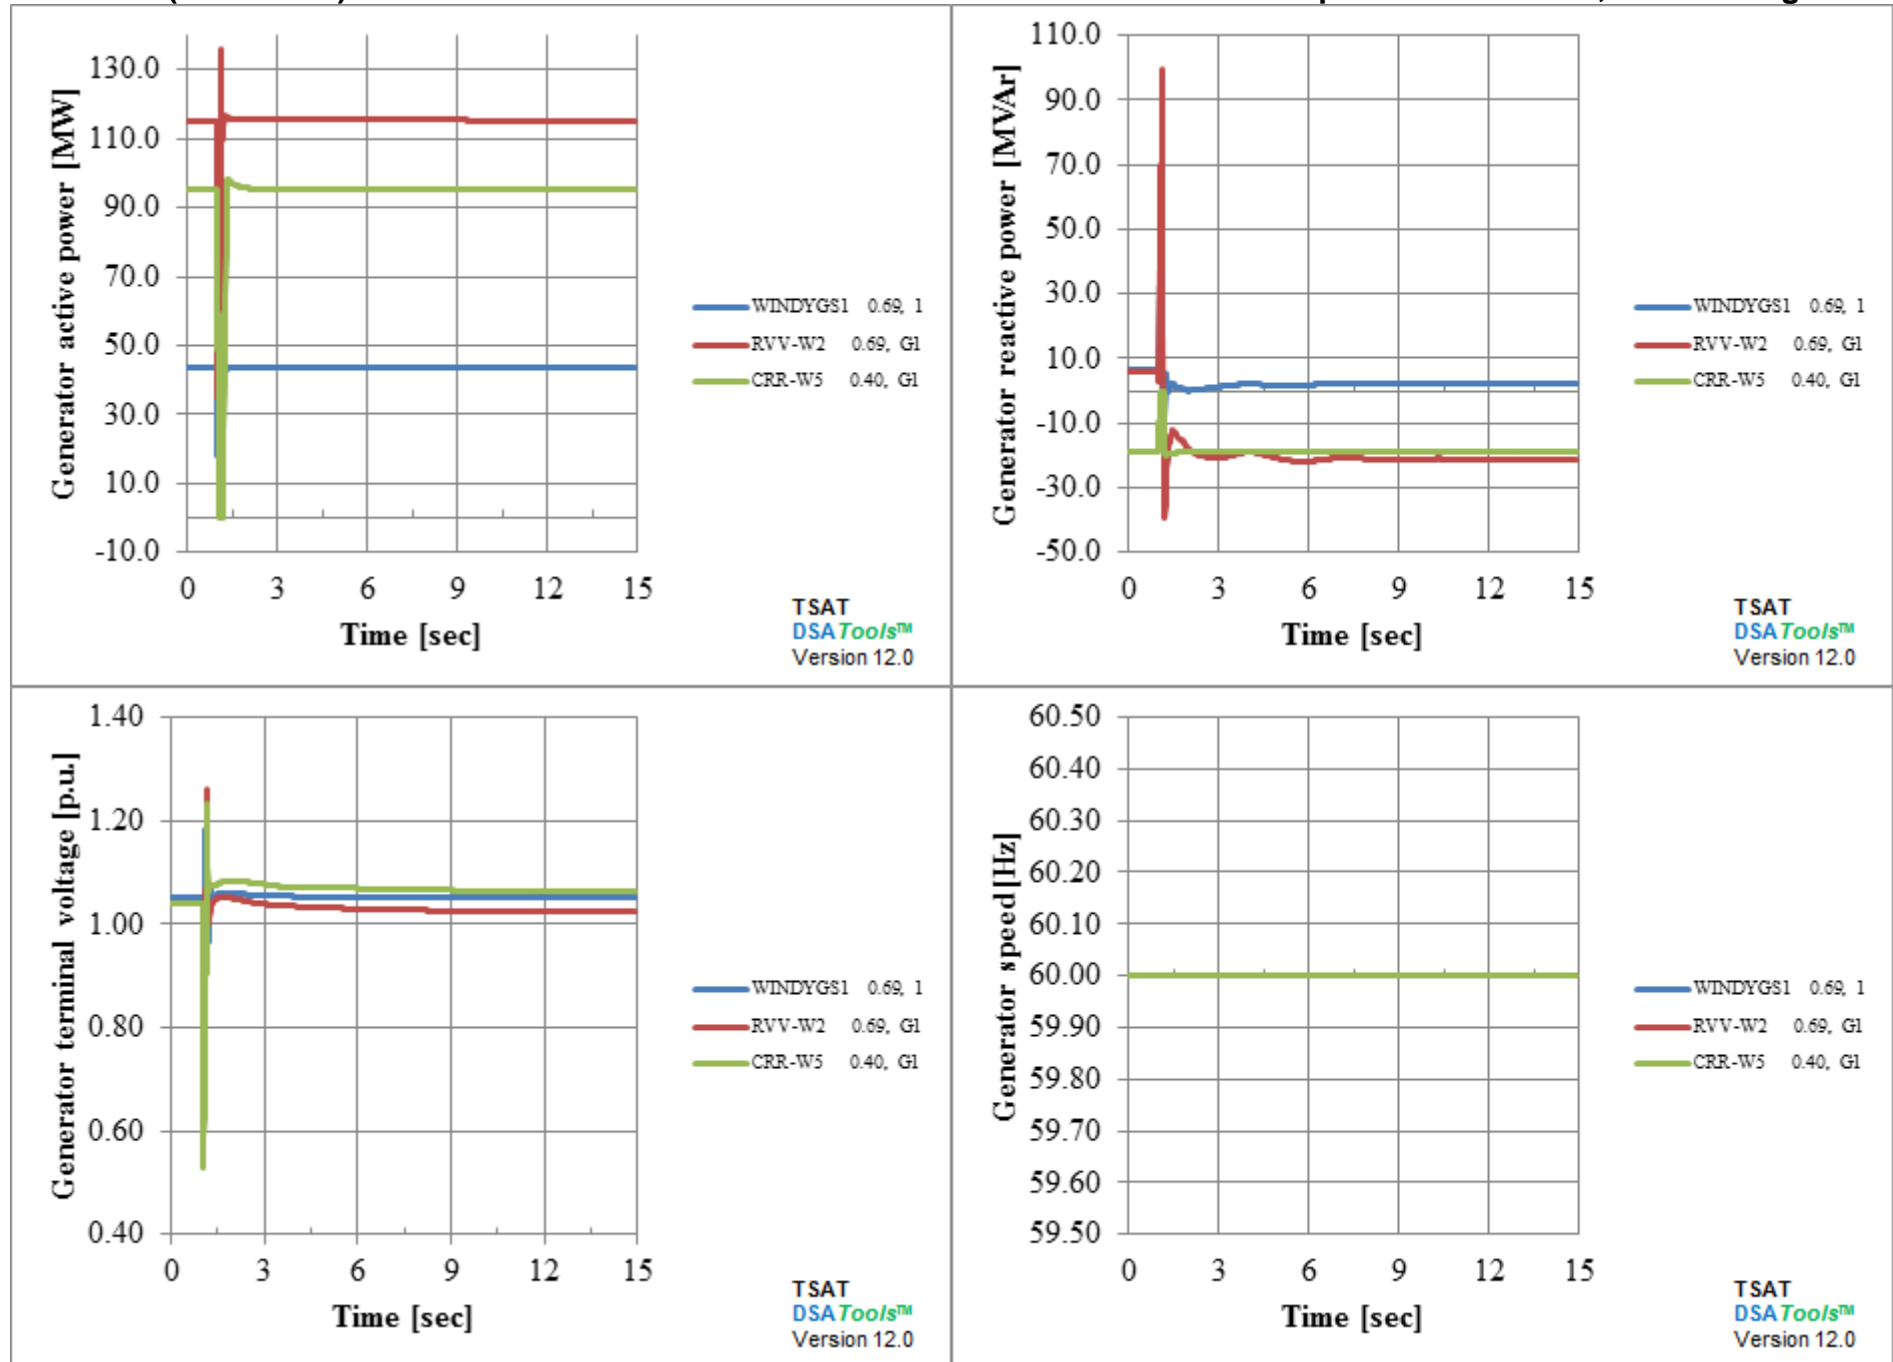 Generator active power [MW]
130.0
110.0
90.0
70.0
50.0
30.0
10.0
-10.0
0 3 6 9 12 15
Time [sec]
WINDYGS1 0.69, 1
RVV-W2 0.69, G1
CRR-W5 0.40, G1
TSAT
DSATools™
Version 12.0
Generator reactive power [MVAr]
110.0
90.0
70.0
50.0
30.0
10.0
-10.0
-30.0
-50.0
0 3 6 9 12 15
Time [sec]
WINDYGS1 0.69, 1
RVV-W2 0.69, G1
CRR-W5 0.40, G1
TSAT
DSATools™
Version 12.0
Generator terminal voltage [p.u.]
1.40
1.20
1.00
0.80
0.60
0.40
0 3 6 9 12 15
Time [sec]
WINDYGS1 0.69, 1
RVV-W2 0.69, G1
CRR-W5 0.40, G1
TSAT
DSATools™
Version 12.0
Generator speed[Hz]
60.50
60.40
60.30
60.20
60.10
60.00
59.90
59.80
59.70
59.60
59.50
0 3 6 9 12 15
Time [sec]
WINDYGS1 0.69, 1
RVV-W2 0.69, G1
CRR-W5 0.40, G1
TSAT
DSATools™
Version 12.0